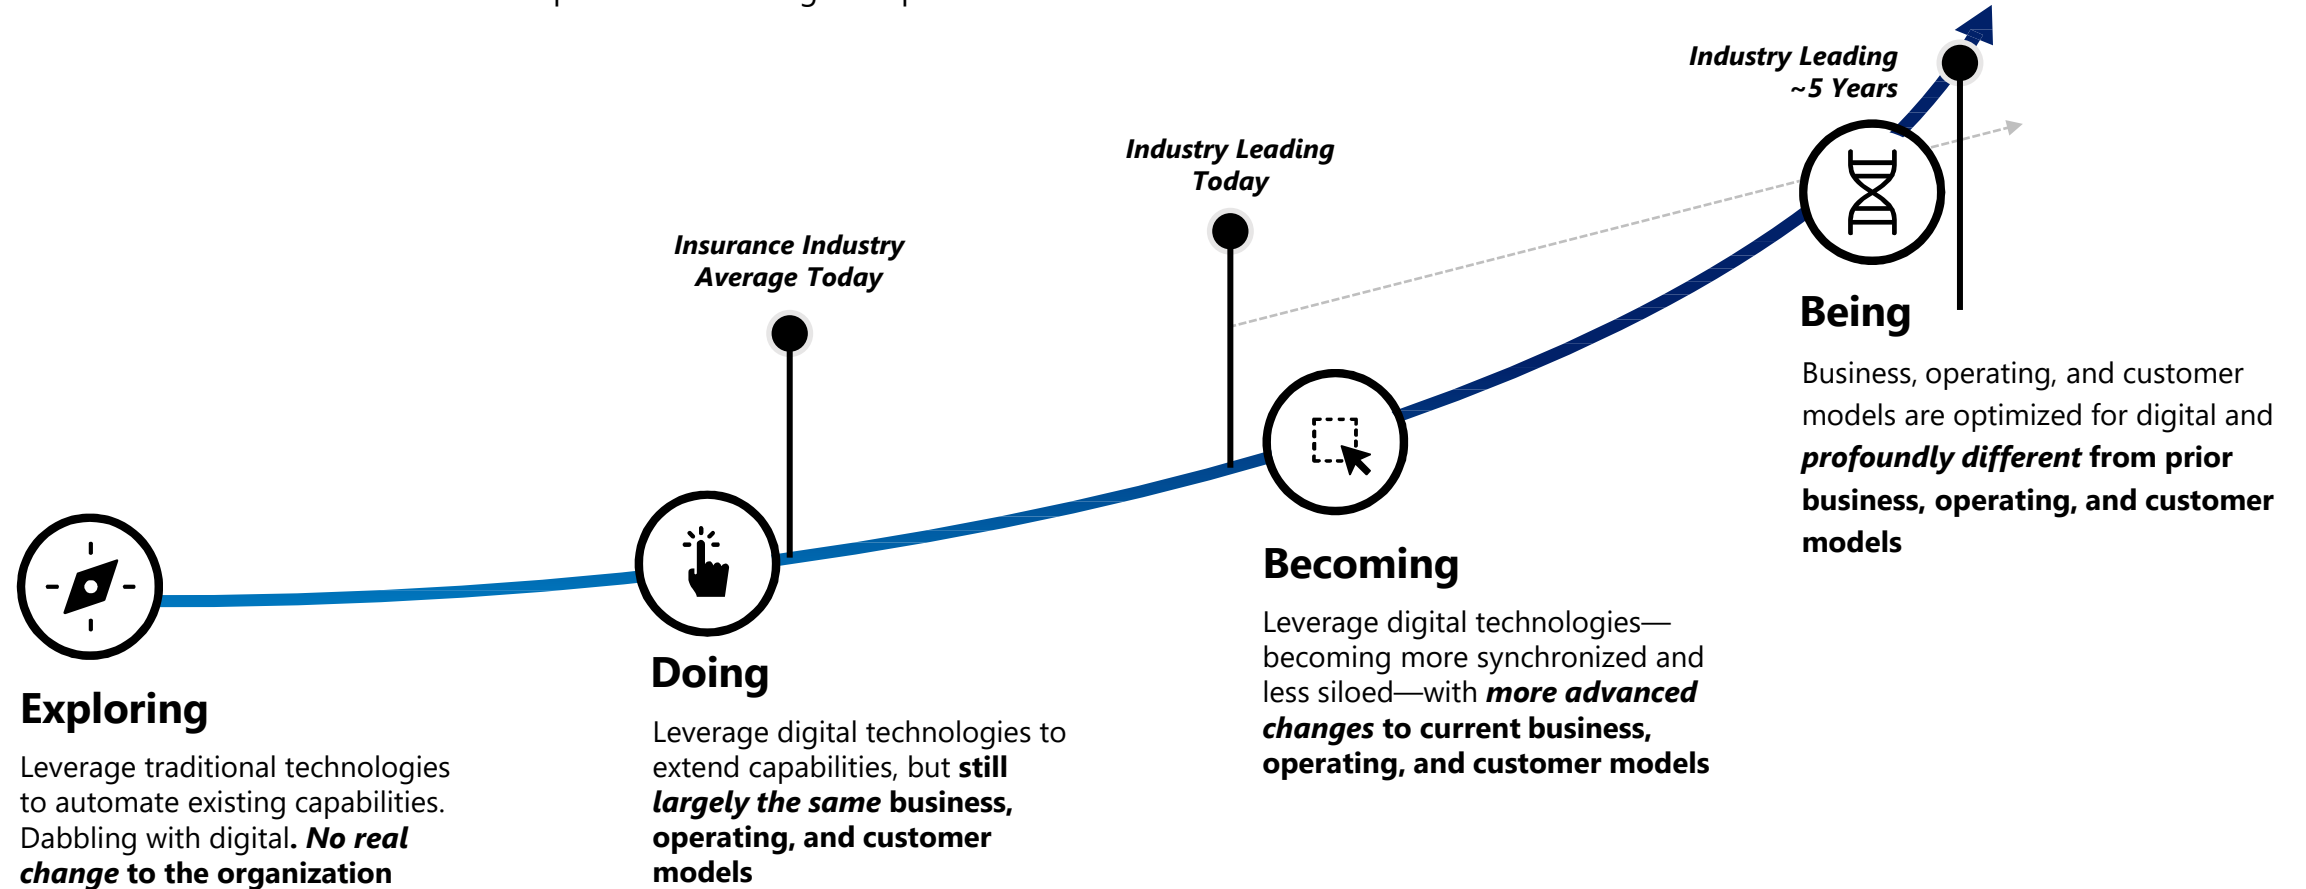 Industry Leading
~5 Years
Industry Leading
Today
Insurance Industry
Average Today
Exploring
Leverage traditional technologies
to automate existing capabilities.
Dabbling with digital. No real
change to the organization
Doing
Leverage digital technologies to
extend capabilities, but still
largely the same business,
operating, and customer
models
Becoming
Leverage digital technologies—
becoming more synchronized and
less siloed—with more advanced
changes to current business,
operating, and customer models
Being
Business, operating, and customer
models are optimized for digital and
profoundly different from prior
business, operating, and customer
models